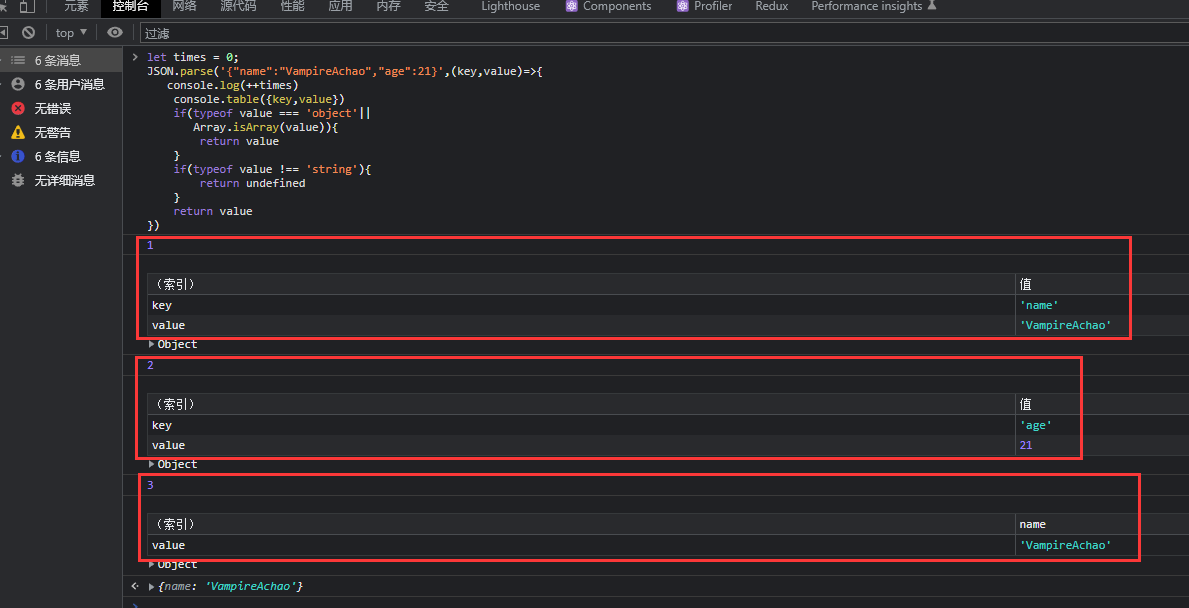 元素 控制台 网络 源代码 性能 应用 内存 安全 Lighthouse Components Profiler Redux Performance insights
top 过滤
6 条消息
6 条用户消息
无错误
无警告
6 条信息
无详细消息
let times = 0;
JSON.parse('{"name":"VampireAchao","age":21}',(key,value)=>{
console.log(++times)
console.table({key,value})
if(typeof value === 'object'||
Array.isArray(value)){
return value
}
if(typeof value !== 'string'){
return undefined
}
return value
})
1
（索引） 值
key 'name'
value 'VampireAchao'
Object
2
（索引） 值
key 'age'
value 21
Object
3
（索引） name
value 'VampireAchao'
Object
{name: 'VampireAchao'}